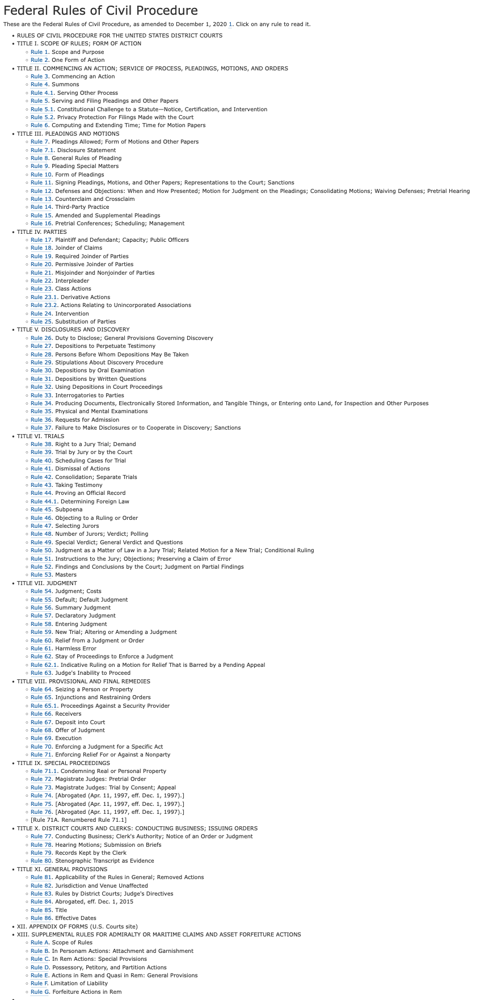 Federal Rules of Civil Procedure
These are the Federal Rules of Civil Procedure, as amended to December 1, 2020 1. Click on any rule to read it.
• RULES OF CIVIL PROCEDURE FOR THE UNITED STATES DISTRICT COURTS
• TITLE I. SCOPE OF RULES; FORM OF ACTION
○ Rule 1. Scope and Purpose
○ Rule 2. One Form of Action
• TITLE II. COMMENCING AN ACTION; SERVICE OF PROCESS, PLEADINGS, MOTIONS, AND ORDERS
○ Rule 3. Commencing an Action
○ Rule 4. Summons
○ Rule 4.1. Serving Other Process
○ Rule 5. Serving and Filing Pleadings and Other Papers
○ Rule 5.1. Constitutional Challenge to a Statute—Notice, Certification, and Intervention
○ Rule 5.2. Privacy Protection For Filings Made with the Court
○ Rule 6. Computing and Extending Time; Time for Motion Papers
• TITLE III. PLEADINGS AND MOTIONS
○ Rule 7. Pleadings Allowed; Form of Motions and Other Papers
○ Rule 7.1. Disclosure Statement
○ Rule 8. General Rules of Pleading
○ Rule 9. Pleading Special Matters
○ Rule 10. Form of Pleadings
○ Rule 11. Signing Pleadings, Motions, and Other Papers; Representations to the Court; Sanctions
○ Rule 12. Defenses and Objections: When and How Presented; Motion for Judgment on the Pleadings; Consolidating Motions; Waiving Defenses; Pretrial Hearing
○ Rule 13. Counterclaim and Crossclaim
○ Rule 14. Third-Party Practice
○ Rule 15. Amended and Supplemental Pleadings
○ Rule 16. Pretrial Conferences; Scheduling; Management
• TITLE IV. PARTIES
○ Rule 17. Plaintiff and Defendant; Capacity; Public Officers
○ Rule 18. Joinder of Claims
○ Rule 19. Required Joinder of Parties
○ Rule 20. Permissive Joinder of Parties
○ Rule 21. Misjoinder and Nonjoinder of Parties
○ Rule 22. Interpleader
○ Rule 23. Class Actions
○ Rule 23.1. Derivative Actions
○ Rule 23.2. Actions Relating to Unincorporated Associations
○ Rule 24. Intervention
○ Rule 25. Substitution of Parties
• TITLE V. DISCLOSURES AND DISCOVERY
○ Rule 26. Duty to Disclose; General Provisions Governing Discovery
○ Rule 27. Depositions to Perpetuate Testimony
○ Rule 28. Persons Before Whom Depositions May Be Taken
○ Rule 29. Stipulations About Discovery Procedure
○ Rule 30. Depositions by Oral Examination
○ Rule 31. Depositions by Written Questions
○ Rule 32. Using Depositions in Court Proceedings
○ Rule 33. Interrogatories to Parties
○ Rule 34. Producing Documents, Electronically Stored Information, and Tangible Things, or Entering onto Land, for Inspection and Other Purposes
○ Rule 35. Physical and Mental Examinations
○ Rule 36. Requests for Admission
○ Rule 37. Failure to Make Disclosures or to Cooperate in Discovery; Sanctions
• TITLE VI. TRIALS
○ Rule 38. Right to a Jury Trial; Demand
○ Rule 39. Trial by Jury or by the Court
○ Rule 40. Scheduling Cases for Trial
○ Rule 41. Dismissal of Actions
○ Rule 42. Consolidation; Separate Trials
○ Rule 43. Taking Testimony
○ Rule 44. Proving an Official Record
○ Rule 44.1. Determining Foreign Law
○ Rule 45. Subpoena
○ Rule 46. Objecting to a Ruling or Order
○ Rule 47. Selecting Jurors
○ Rule 48. Number of Jurors; Verdict; Polling
○ Rule 49. Special Verdict; General Verdict and Questions
○ Rule 50. Judgment as a Matter of Law in a Jury Trial; Related Motion for a New Trial; Conditional Ruling
○ Rule 51. Instructions to the Jury; Objections; Preserving a Claim of Error
○ Rule 52. Findings and Conclusions by the Court; Judgment on Partial Findings
○ Rule 53. Masters
• TITLE VII. JUDGMENT
○ Rule 54. Judgment; Costs
○ Rule 55. Default; Default Judgment
○ Rule 56. Summary Judgment
○ Rule 57. Declaratory Judgment
○ Rule 58. Entering Judgment
○ Rule 59. New Trial; Altering or Amending a Judgment
○ Rule 60. Relief from a Judgment or Order
○ Rule 61. Harmless Error
○ Rule 62. Stay of Proceedings to Enforce a Judgment
○ Rule 62.1. Indicative Ruling on a Motion for Relief That is Barred by a Pending Appeal
○ Rule 63. Judge's Inability to Proceed
• TITLE VIII. PROVISIONAL AND FINAL REMEDIES
○ Rule 64. Seizing a Person or Property
○ Rule 65. Injunctions and Restraining Orders
○ Rule 65.1. Proceedings Against a Security Provider
○ Rule 66. Receivers
○ Rule 67. Deposit into Court
○ Rule 68. Offer of Judgment
○ Rule 69. Execution
○ Rule 70. Enforcing a Judgment for a Specific Act
○ Rule 71. Enforcing Relief For or Against a Nonparty
• TITLE IX. SPECIAL PROCEEDINGS
○ Rule 71.1. Condemning Real or Personal Property
○ Rule 72. Magistrate Judges: Pretrial Order
○ Rule 73. Magistrate Judges: Trial by Consent; Appeal
○ Rule 74. [Abrogated (Apr. 11, 1997, eff. Dec. 1, 1997).]
○ Rule 75. [Abrogated (Apr. 11, 1997, eff. Dec. 1, 1997).]
○ Rule 76. [Abrogated (Apr. 11, 1997, eff. Dec. 1, 1997).]
○ [Rule 71A. Renumbered Rule 71.1]
• TITLE X. DISTRICT COURTS AND CLERKS: CONDUCTING BUSINESS; ISSUING ORDERS
○ Rule 77. Conducting Business; Clerk's Authority; Notice of an Order or Judgment
○ Rule 78. Hearing Motions; Submission on Briefs
○ Rule 79. Records Kept by the Clerk
○ Rule 80. Stenographic Transcript as Evidence
• TITLE XI. GENERAL PROVISIONS
○ Rule 81. Applicability of the Rules in General; Removed Actions
○ Rule 82. Jurisdiction and Venue Unaffected
○ Rule 83. Rules by District Courts; Judge's Directives
○ Rule 84. Abrogated, eff. Dec. 1, 2015
○ Rule 85. Title
○ Rule 86. Effective Dates
• XII. APPENDIX OF FORMS (U.S. Courts site)
• XIII. SUPPLEMENTAL RULES FOR ADMIRALTY OR MARITIME CLAIMS AND ASSET FORFEITURE ACTIONS
○ Rule A. Scope of Rules
○ Rule B. In Personam Actions: Attachment and Garnishment
○ Rule C. In Rem Actions: Special Provisions
○ Rule D. Possessory, Petitory, and Partition Actions
○ Rule E. Actions in Rem and Quasi in Rem: General Provisions
○ Rule F. Limitation of Liability
○ Rule G. Forfeiture Actions in Rem